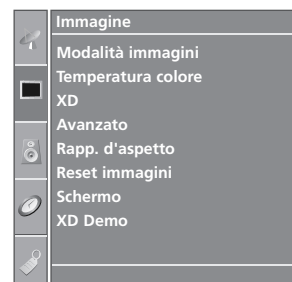 Immagine
Modalità immagini
Temperatura colore
XD
Avanzato
Rapp. d'aspetto
Reset immagini
Schermo
XD Demo